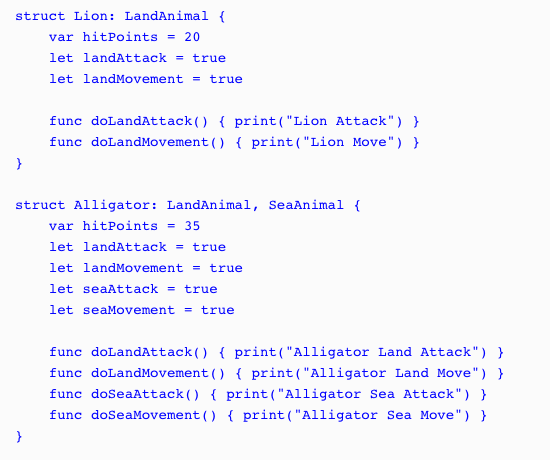 struct Lion: LandAnimal {
    var hitPoints = 20
    let landAttack = true
    let landMovement = true

    func doLandAttack() { print("Lion Attack") }
    func doLandMovement() { print("Lion Move") }
}

struct Alligator: LandAnimal, SeaAnimal {
    var hitPoints = 35
    let landAttack = true
    let landMovement = true
    let seaAttack = true
    let seaMovement = true

    func doLandAttack() { print("Alligator Land Attack") }
    func doLandMovement() { print("Alligator Land Move") }
    func doSeaAttack() { print("Alligator Sea Attack") }
    func doSeaMovement() { print("Alligator Sea Move") }
}